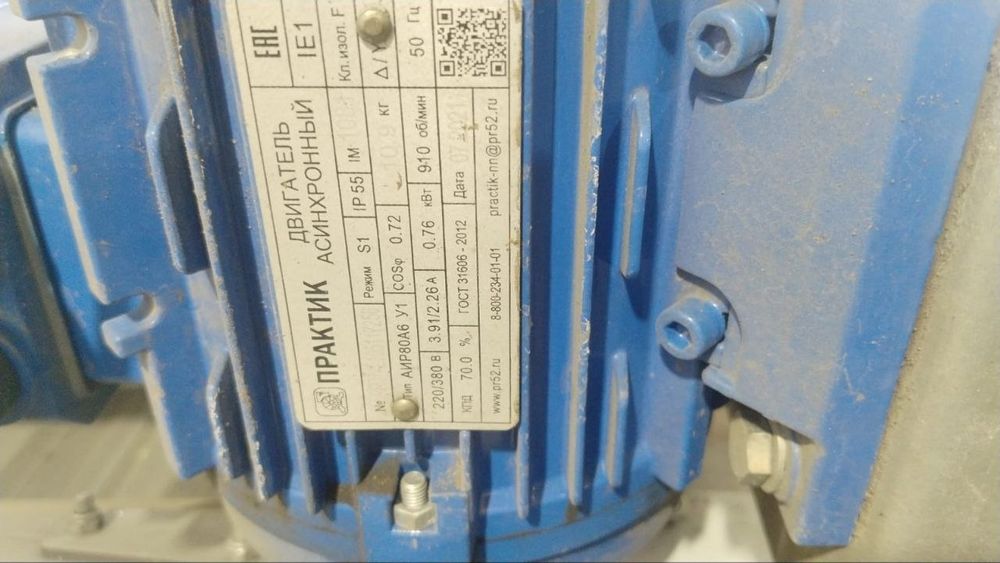 ПРАКТИК ДВИГАТЕЛЬ АСИНХРОННЫЙ EAC IE1
№ Режим S1 IP 55 IM Кл.изол. F
Тип АИР80А6 У1 COSφ 0.72 кг Δ/Y
220/380 В 3.91/2.26 А 0.76 кВт 910 об/мин 50 Гц
КПД 70.0 % ГОСТ 31606 - 2012 Дата
www.pr52.ru 8-800-234-01-01 practik-nn@pr52.ru